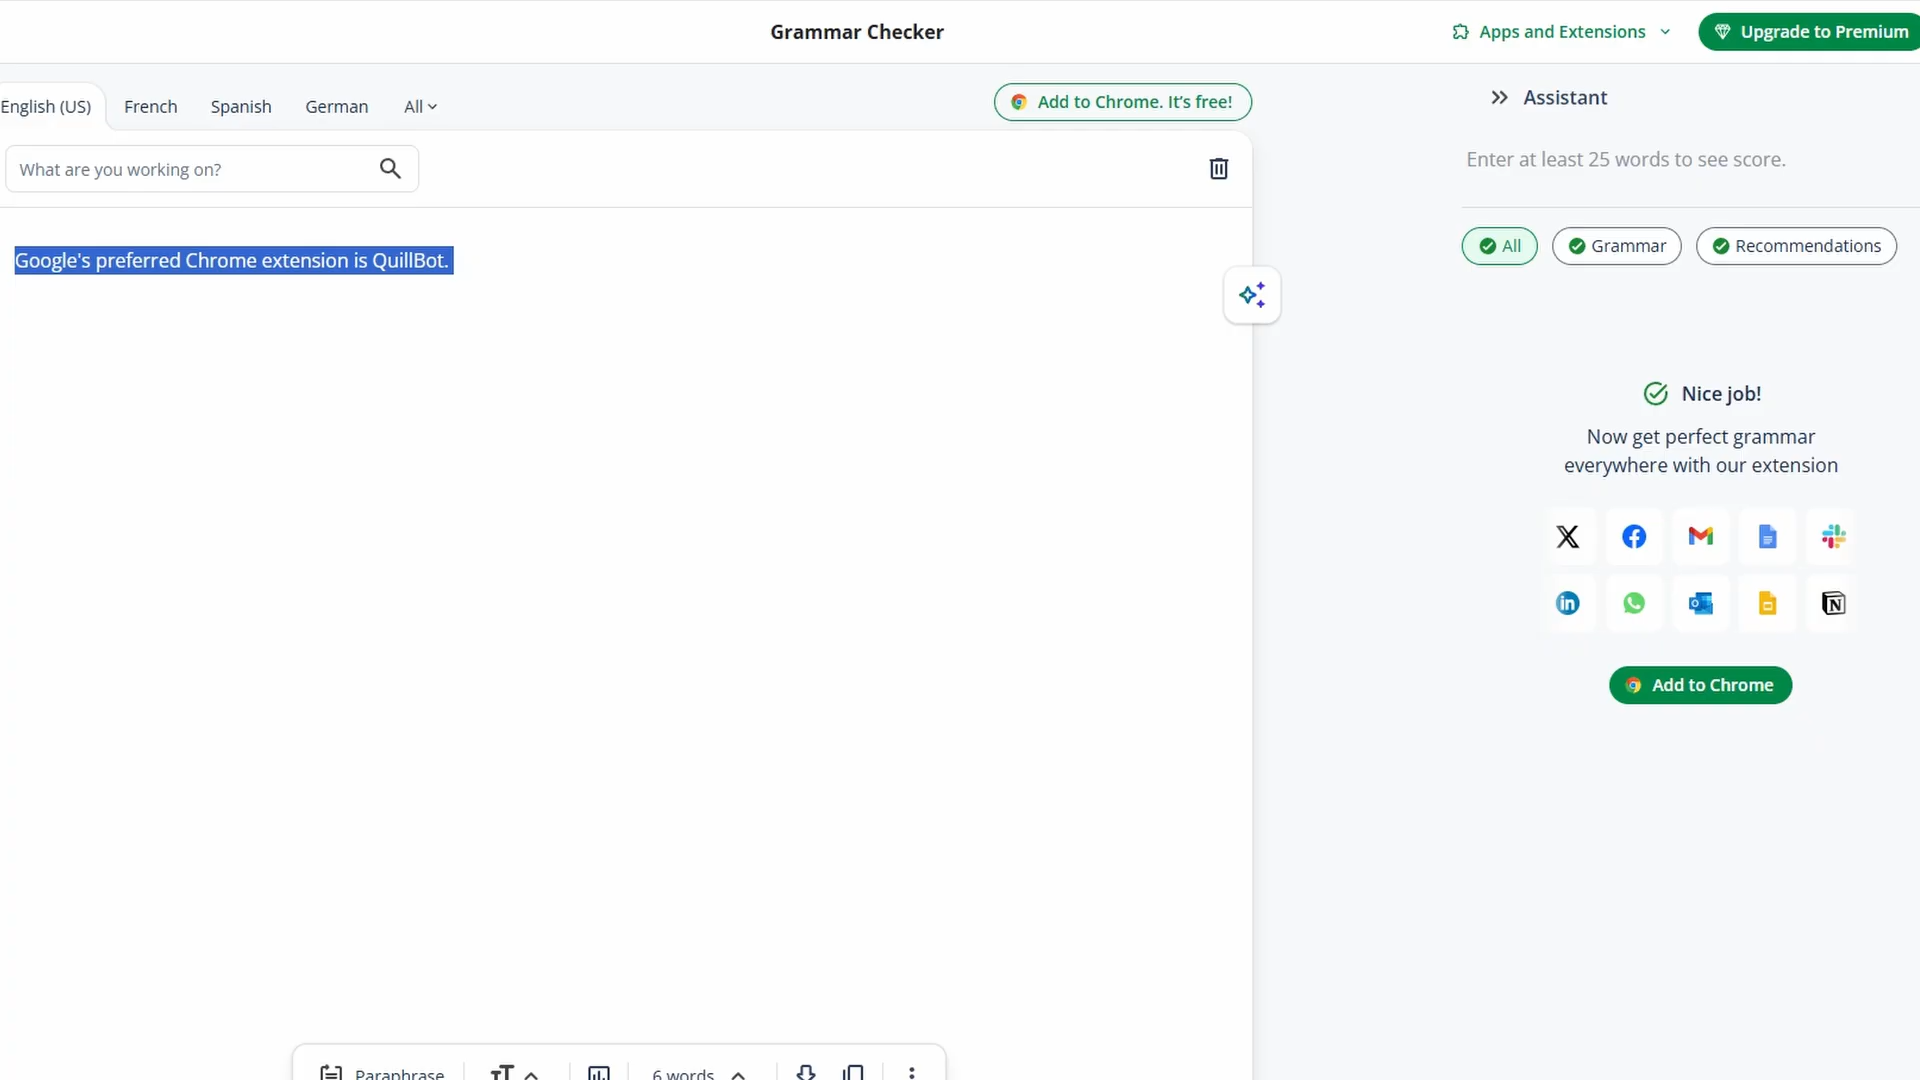 Grammar Checker
Apps and Extensions
Upgrade to Premium
English (US) French Spanish German All
Add to Chrome. It's free!
Assistant
What are you working on?
Enter at least 25 words to see score.
All Grammar Recommendations
Google's preferred Chrome extension is QuillBot.
Nice job!
Now get perfect grammar
everywhere with our extension
Add to Chrome
Paraphrase
6 words